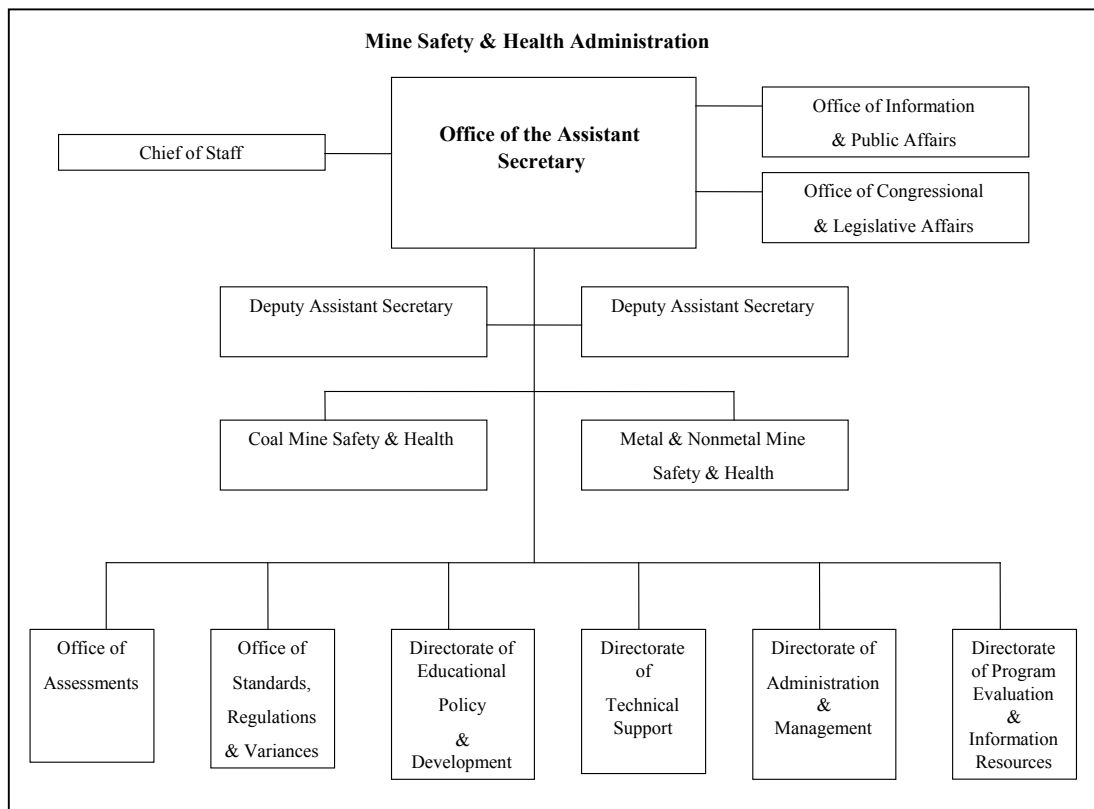 Mine Safety & Health Administration
Office of the Assistant
Secretary
Chief of Staff
Office of Information
& Public Affairs
Office of Congressional
& Legislative Affairs
Deputy Assistant Secretary
Deputy Assistant Secretary
Coal Mine Safety & Health
Metal & Nonmetal Mine
Safety & Health
Office of
Assessments
Office of
Standards,
Regulations
& Variances
Directorate of
Educational
Policy
&
Development
Directorate
of
Technical
Support
Directorate of
Administration
&
Management
Directorate
of Program
Evaluation
&
Information
Resources